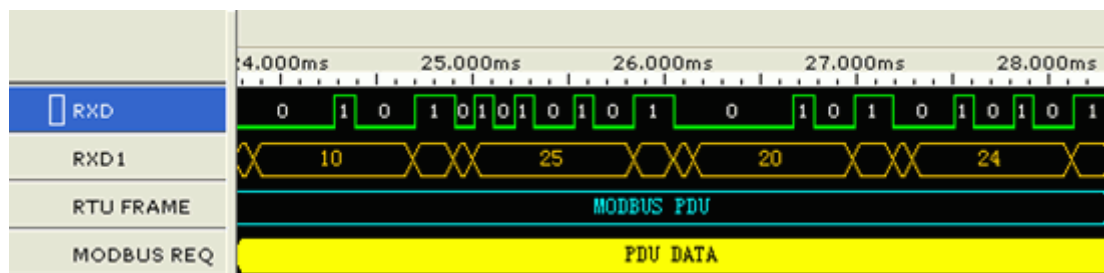 4.000ms 25.000ms 26.000ms 27.000ms 28.000ms
RXD 0 1 0 1 0 1 0 1 0 1 0 1 0 1 0 1 0 1 0 1 0 1
RXD1 10 25 20 24
RTU FRAME MODBUS PDU
MODBUS REQ PDU DATA